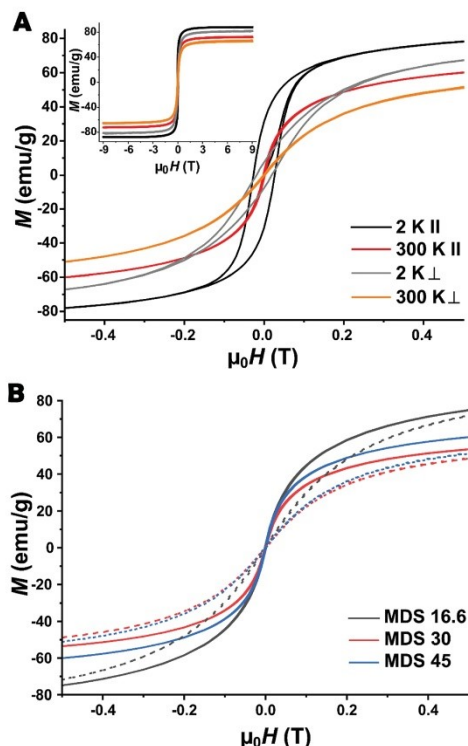 A
80
60
40
20
0
-20
-40
-60
-80
M (emu/g)
80
40
0
-40
-80
M (emu/g)
-9 -6 -3 0 3 6 9
μ₀H (T)
2 K ||
300 K ||
2 K ⊥
300 K ⊥
-0.4 -0.2 0.0 0.2 0.4
μ₀H (T)
B
80
60
40
20
0
-20
-40
-60
-80
M (emu/g)
MDS 16.6
MDS 30
MDS 45
-0.4 -0.2 0.0 0.2 0.4
μ₀H (T)